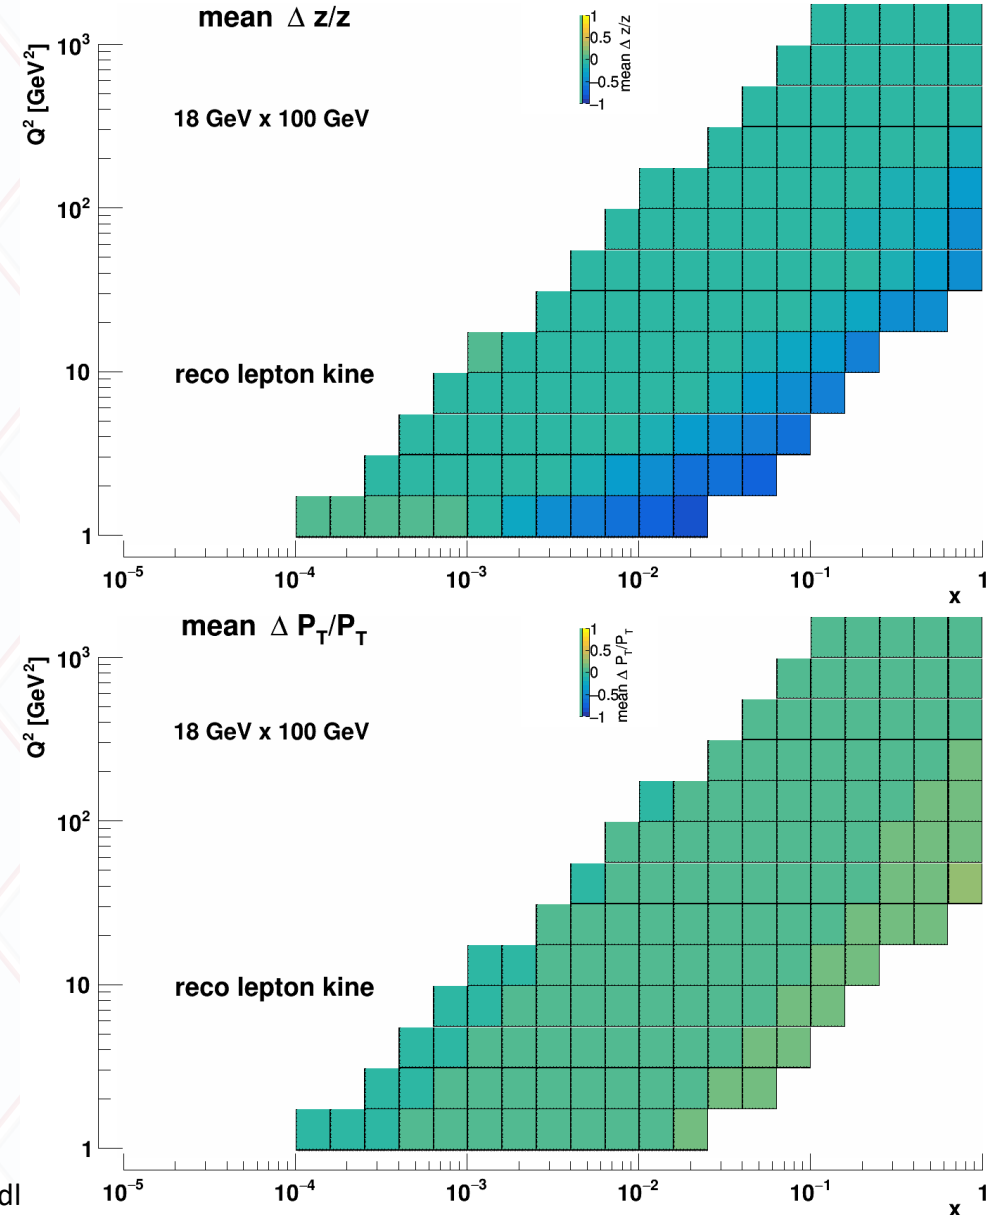 mean Δ z/z
18 GeV x 100 GeV
reco lepton kine
Q² [GeV²]
10³
10²
10
1
1
0.5
0
−0.5
−1
mean Δ z/z
10⁻⁵ 10⁻⁴ 10⁻³ 10⁻² 10⁻¹ 1
x
mean Δ P_T/P_T
18 GeV x 100 GeV
reco lepton kine
Q² [GeV²]
10³
10²
10
1
1
0.5
0
−0.5
−1
mean Δ P_T/P_T
10⁻⁵ 10⁻⁴ 10⁻³ 10⁻² 10⁻¹ 1
x
dl